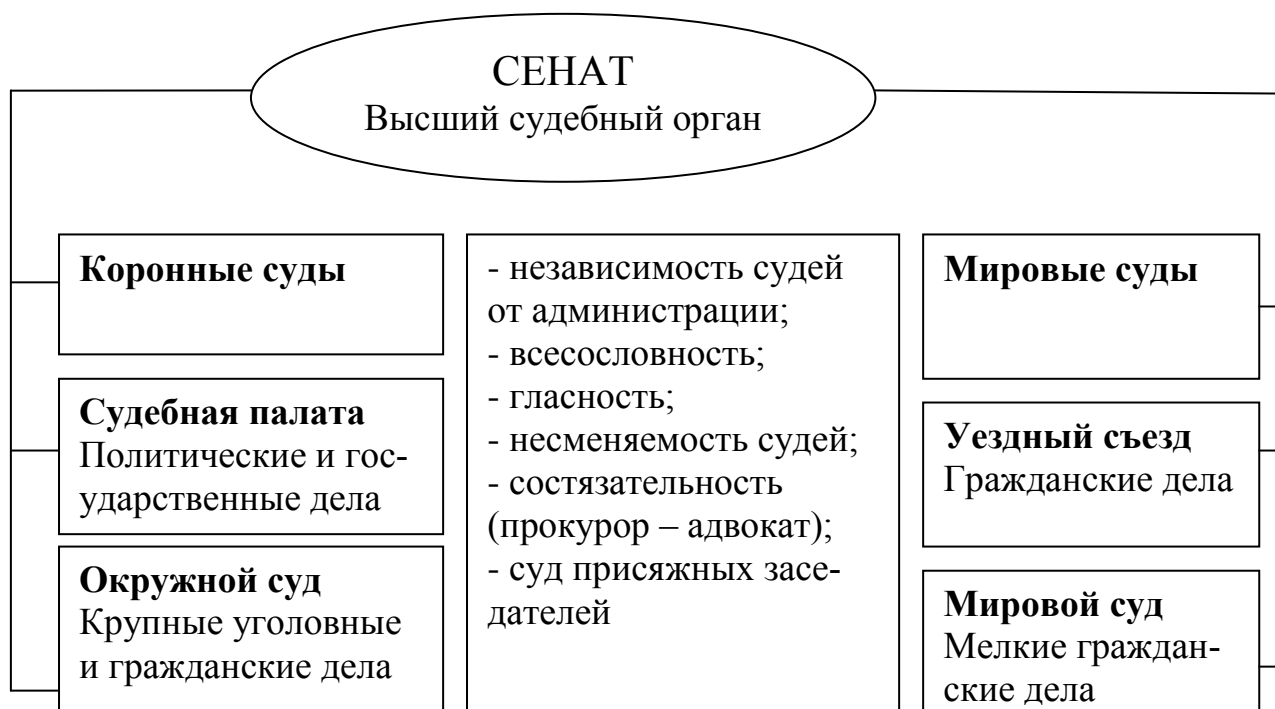 СЕНАТ
Высший судебный орган
Коронные суды
Судебная палата
Политические и гос-
ударственные дела
Окружной суд
Крупные уголовные
и гражданские дела
- независимость судей
от администрации;
- всесословность;
- гласность;
- несменяемость судей;
- состязательность
(прокурор – адвокат);
- суд присяжных засе-
дателей
Мировые суды
Уездный съезд
Гражданские дела
Мировой суд
Мелкие граждан-
ские дела